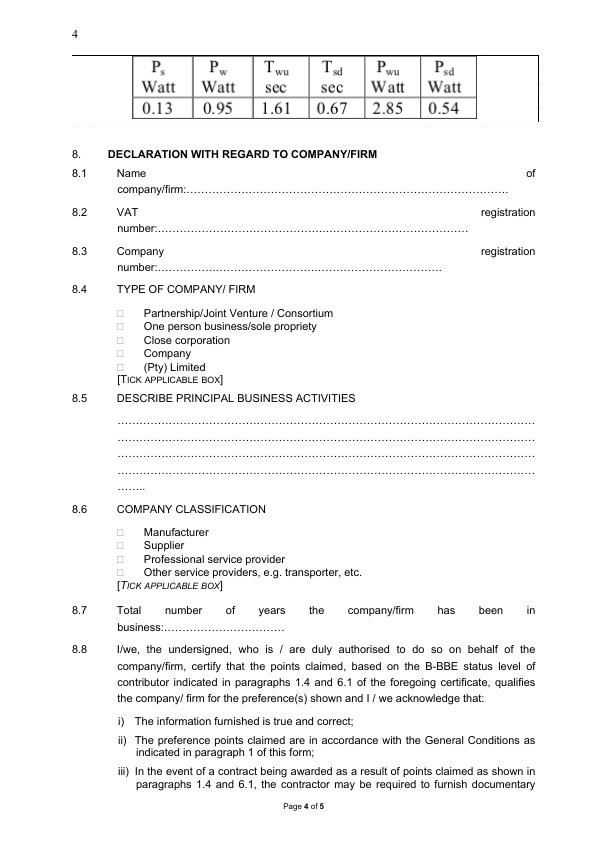 4
Ps Pw Twu Tsd Pwu Psd
Watt Watt sec sec Watt Watt
0.13 0.95 1.61 0.67 2.85 0.54
8. DECLARATION WITH REGARD TO COMPANY/FIRM
8.1 Name of
company/firm:…………………………………………………………………………….
8.2 VAT registration
number:………………………………………………………………………….
8.3 Company registration
number:…………….…………………………………………………….
8.4 TYPE OF COMPANY/ FIRM
□ Partnership/Joint Venture / Consortium
□ One person business/sole propriety
□ Close corporation
□ Company
□ (Pty) Limited
[TICK APPLICABLE BOX]
8.5 DESCRIBE PRINCIPAL BUSINESS ACTIVITIES
…………………………………………………………………………………………………
…………………………………………………………………………………………………
…………………………………………………………………………………………………
…………………………………………………………………………………………………
……..
8.6 COMPANY CLASSIFICATION
□ Manufacturer
□ Supplier
□ Professional service provider
□ Other service providers, e.g. transporter, etc.
[TICK APPLICABLE BOX]
8.7 Total number of years the company/firm has been in
business:……………………………
8.8 I/we, the undersigned, who is / are duly authorised to do so on behalf of the
company/firm, certify that the points claimed, based on the B-BBE status level of
contributor indicated in paragraphs 1.4 and 6.1 of the foregoing certificate, qualifies
the company/ firm for the preference(s) shown and I / we acknowledge that:
i) The information furnished is true and correct;
ii) The preference points claimed are in accordance with the General Conditions as
indicated in paragraph 1 of this form;
iii) In the event of a contract being awarded as a result of points claimed as shown in
paragraphs 1.4 and 6.1, the contractor may be required to furnish documentary
Page 4 of 5